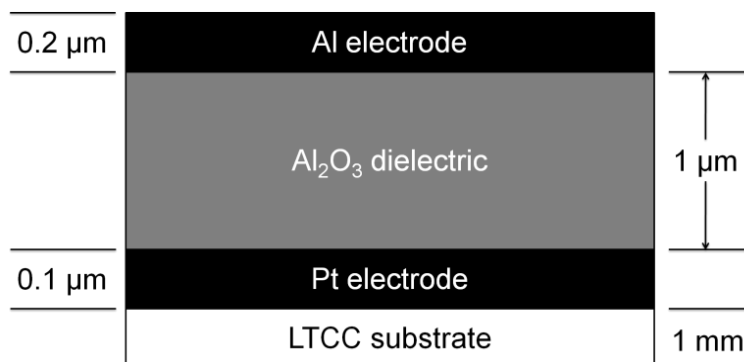 0.2 µm
Al electrode
Al₂O₃ dielectric
1 µm
0.1 µm
Pt electrode
LTCC substrate
1 mm